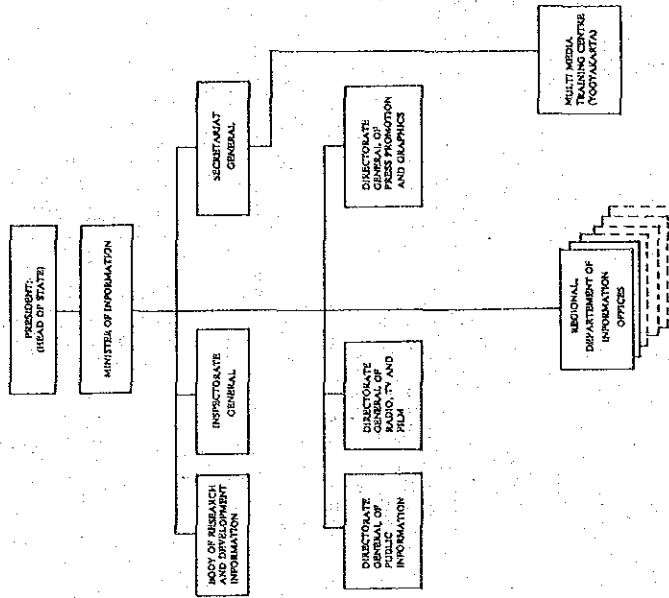 PRESIDENT:
(HEAD OF STATE)
MINISTER OF INFORMATION
BODY OF RESEARCH
AND DEVELOPMENT
INFORMATION
INSPECTORATE
GENERAL
SECRETARIAT
GENERAL
DIRECTORATE
GENERAL OF
PUBLIC
INFORMATION
DIRECTORATE
GENERAL OF
RADIO, TV AND
FILM
DIRECTORATE
GENERAL OF
PRESS PROMOTION
AND GRAPHICS
REGIONAL
DEPARTEMENT OF
INFORMATION
OFFICES
MULTI MEDIA
TRAINING CENTRE
(YOGYAKARTA)